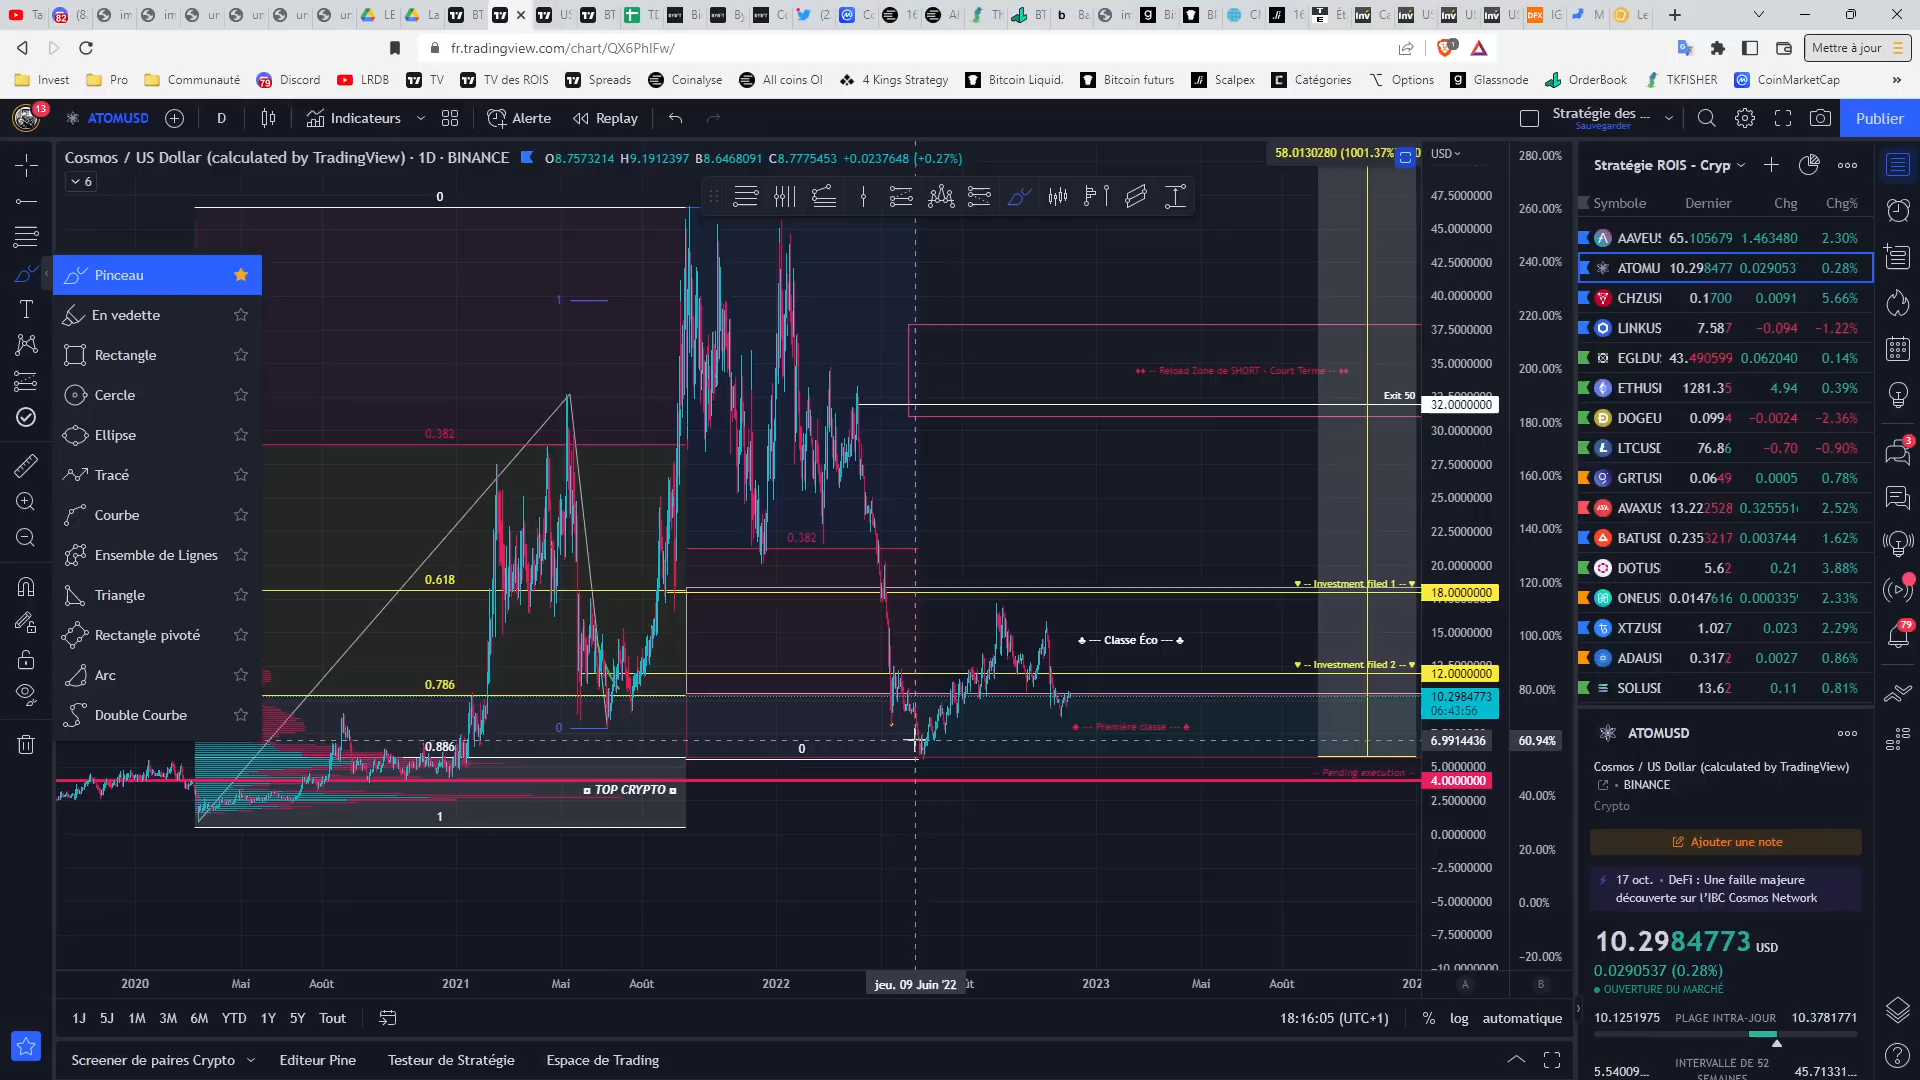 Mettre à jour
fr.tradingview.com/chart/QX6PhIFw/
Invest
Pro
Communauté
Discord
LRDB
TV
TV des ROIS
Spreads
Coinalyse
All coins OI
4 Kings Strategy
Bitcoin Liquid.
Bitcoin futurs
Scalpex
Catégories
Options
Glassnode
OrderBook
TKFISHER
CoinMarketCap
13
ATOMUSD
D
Indicateurs
Alerte
Replay
Stratégie des ...
Sauvegarder
Publier
Cosmos / US Dollar (calculated by TradingView) · 1D · BINANCE
O8.7573214 H9.1912397 B8.6468091 C8.7775453 +0.0237648 (+0.27%)
6
Pinceau
En vedette
Rectangle
Cercle
Ellipse
Tracé
Courbe
Ensemble de Lignes
Triangle
Rectangle pivoté
Arc
Double Courbe
0
0.382
0.618
0.786
0.886
1
1
0
0.382
0
TOP CRYPTO
-- Reload Zone de SHORT - Court Terme --
Exit 50
-- Investment filed 1 --
--- Classe Éco ---
-- Investment filed 2 --
--- Première classe ---
-- Pending execution --
USD
47.5000000
45.0000000
42.5000000
40.0000000
37.5000000
35.0000000
32.0000000
30.0000000
27.5000000
25.0000000
22.5000000
20.0000000
18.0000000
15.0000000
12.0000000
10.2984773
06:43:56
6.9914436
5.0000000
4.0000000
2.5000000
0.0000000
−2.5000000
−5.0000000
−7.5000000
−10.0000000
280.00%
260.00%
240.00%
220.00%
200.00%
180.00%
160.00%
140.00%
120.00%
100.00%
80.00%
60.94%
40.00%
20.00%
0.00%
−20.00%
2020
Mai
Août
2021
Mai
Août
2022
jeu. 09 Juin '22
2023
Mai
Août
A
B
1J
5J
1M
3M
6M
YTD
1Y
5Y
Tout
18:16:05 (UTC+1)
%
log
automatique
Screener de paires Crypto
Editeur Pine
Testeur de Stratégie
Espace de Trading
Stratégie ROIS - Cryp
Symbole Dernier Chg Chg%
AAVEUS 65.105679 1.463480 2.30%
ATOMU 10.298477 0.029053 0.28%
CHZUSI 0.1700 0.0091 5.66%
LINKUS 7.587 −0.094 −1.22%
EGLDU 43.490599 0.062040 0.14%
ETHUSI 1281.35 4.94 0.39%
DOGEU 0.0994 −0.0024 −2.36%
LTCUSD 76.86 −0.70 −0.90%
GRTUSI 0.0649 0.0005 0.78%
AVAXUS 13.222528 0.325551 2.52%
BATUSI 0.2353217 0.003744 1.62%
DOTUS 5.62 0.21 3.88%
ONEUS 0.0147616 0.000335 2.33%
XTZUSI 1.027 0.023 2.29%
ADAUSI 0.3172 0.0027 0.86%
SOLUSI 13.62 0.11 0.81%
ATOMUSD
Cosmos / US Dollar (calculated by TradingView)
BINANCE
Crypto
Ajouter une note
17 oct. • DeFi : Une faille majeure
découverte sur l'IBC Cosmos Network
10.2984773 USD
0.0290537 (0.28%)
OUVERTURE DU MARCHÉ
10.1251975 PLAGE INTRA-JOUR 10.3781771
5.54009... INTERVALLE DE 52 SEMAINES 45.71331...
3
79